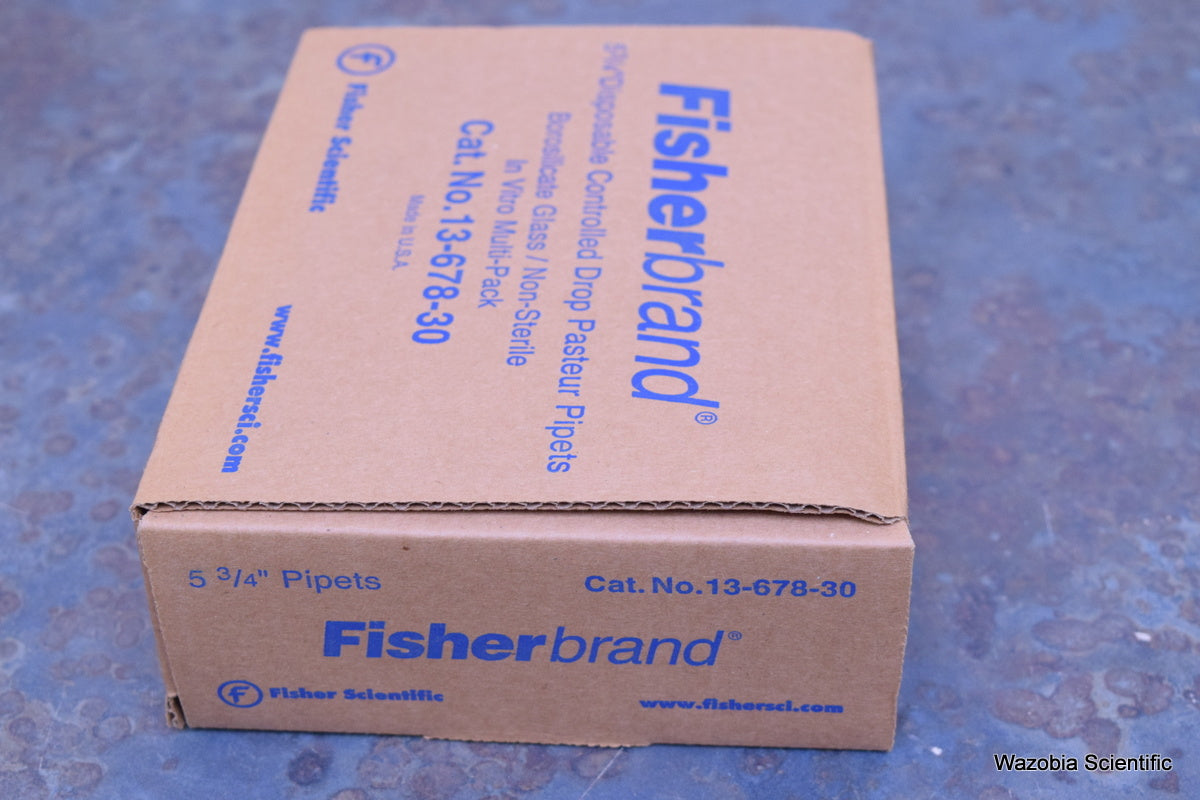 Fisherbrand®
5¾" Disposable Controlled Drop Pasteur Pipets
Borosilicate Glass / Non-Sterile
In Vitro Multi-Pack
Cat. No. 13-678-30
Made in U.S.A.
F Fisher Scientific
www.fishersci.com
5 3/4" Pipets
Cat. No. 13-678-30
Fisherbrand®
F Fisher Scientific
www.fishersci.com
Wazobia Scientific